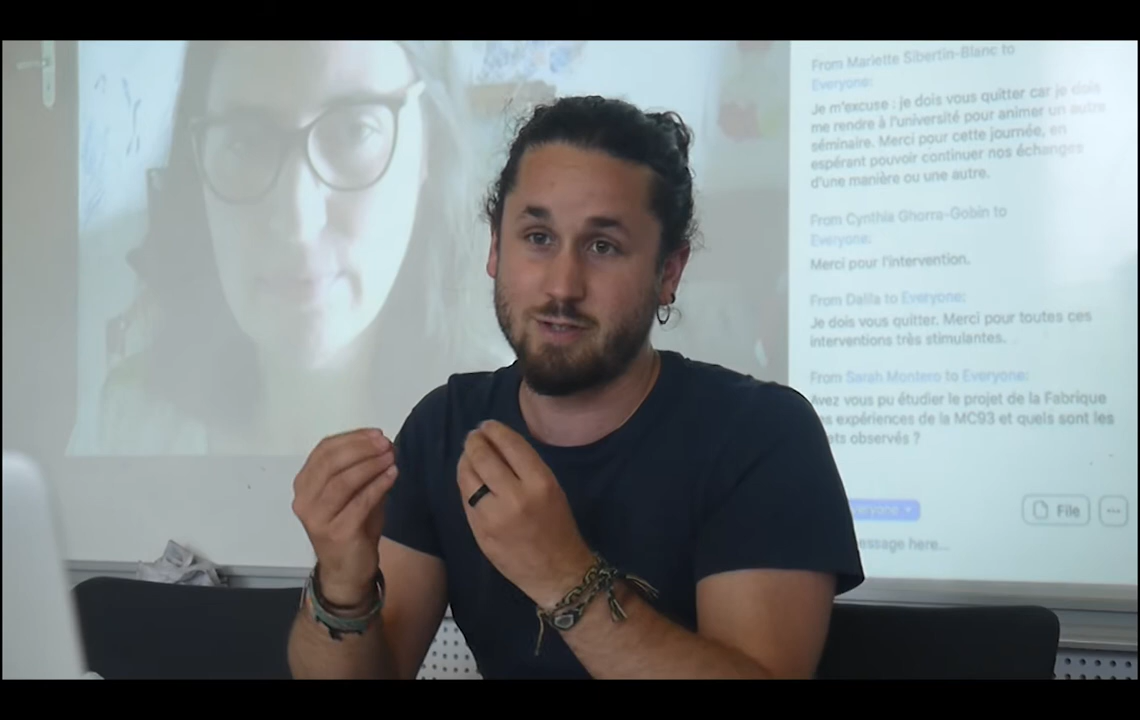 From Mariette Sibertin-Blanc to
Everyone:
Je m'excuse : je dois vous quitter car je dois
me rendre à l'université pour animer un autre
séminaire. Merci pour cette journée, en
espérant pouvoir continuer nos échanges
d'une manière ou une autre.
From Cynthia Ghorra-Gobin to
Everyone:
Merci pour l'intervention.
From Dalila to Everyone:
Je dois vous quitter. Merci pour toutes ces
interventions très stimulantes.
From Sarah Montero to Everyone:
Avez vous pu étudier le projet de la Fabrique
expériences de la MC93 et quels sont les
observés ?
File
here...